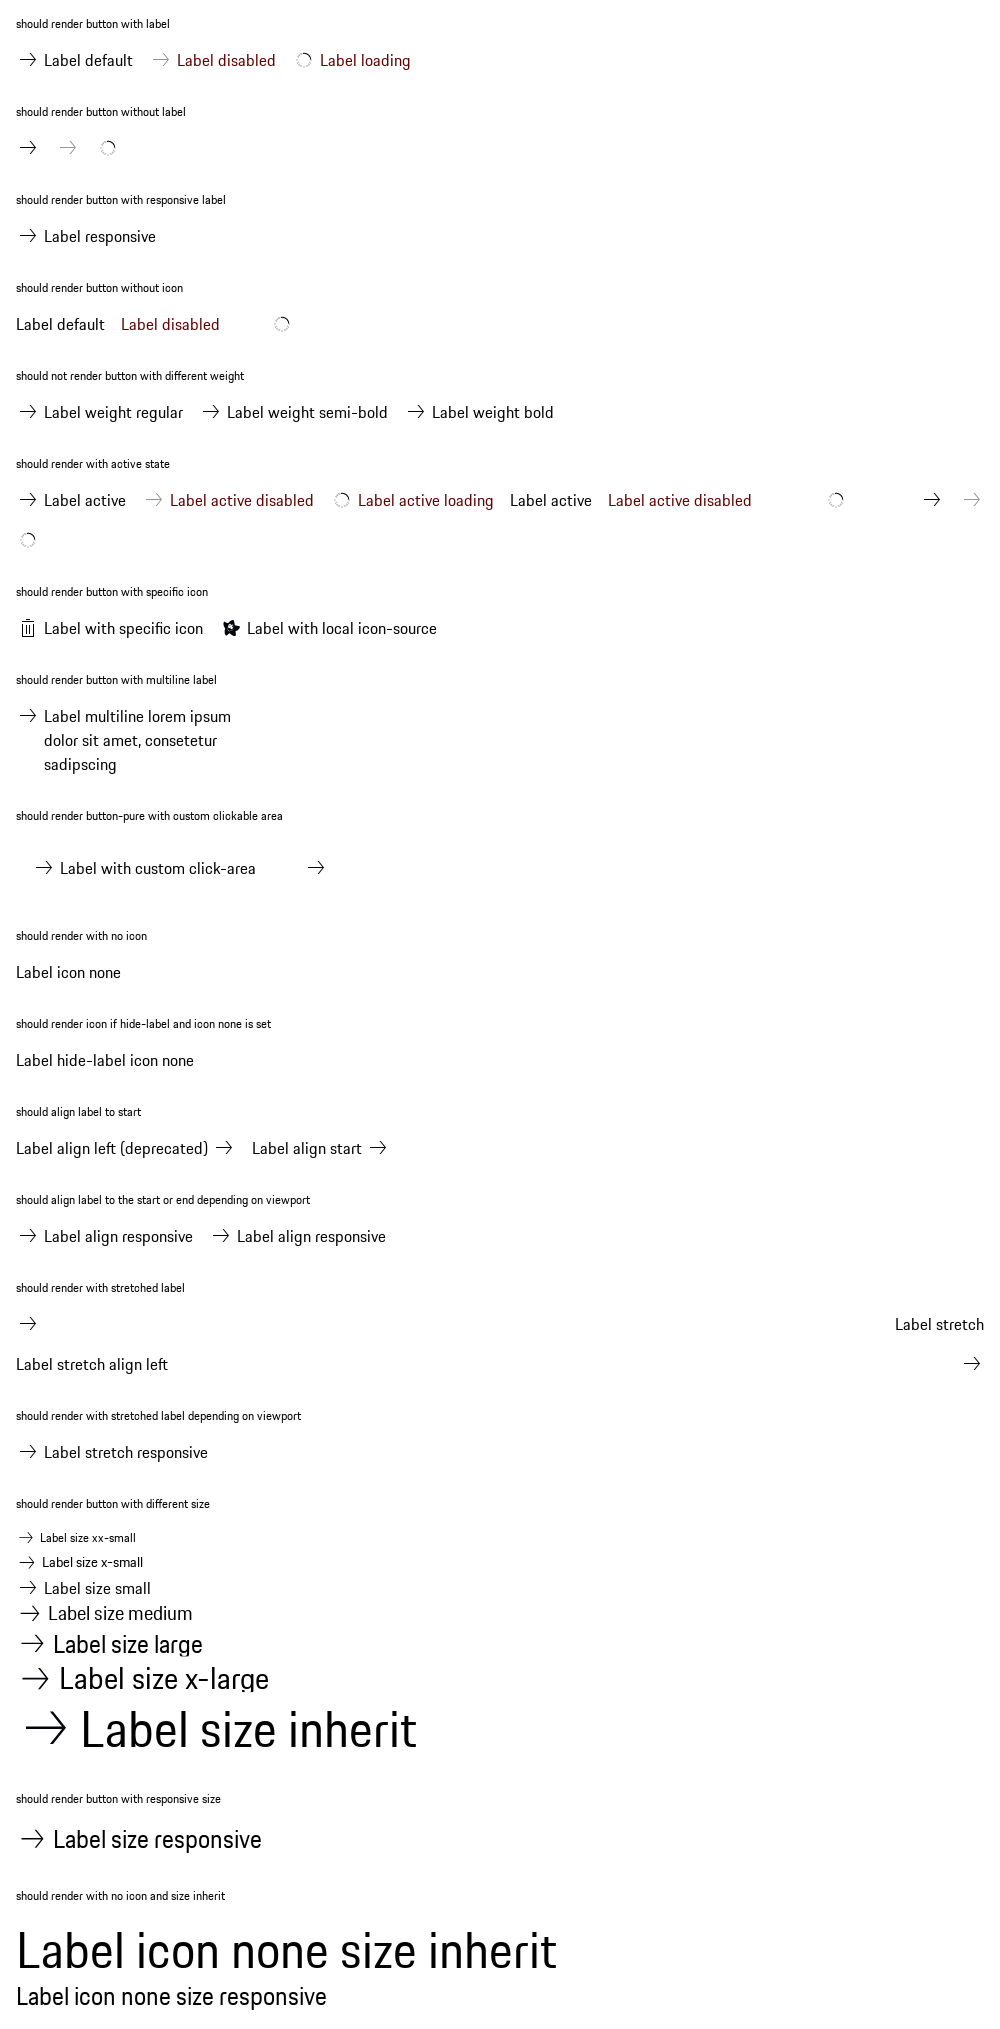 should render button with label
Label default Label disabled Label loading
should render button without label
should render button with responsive label
Label responsive
should render button without icon
Label default Label disabled
should not render button with different weight
Label weight regular Label weight semi-bold Label weight bold
should render with active state
Label active Label active disabled Label active loading Label active Label active disabled
should render button with specific icon
Label with specific icon Label with local icon-source
should render button with multiline label
Label multiline lorem ipsum
dolor sit amet, consetetur
sadipscing
should render button-pure with custom clickable area
Label with custom click-area
should render with no icon
Label icon none
should render icon if hide-label and icon none is set
Label hide-label icon none
should align label to start
Label align left (deprecated) Label align start
should align label to the start or end depending on viewport
Label align responsive Label align responsive
should render with stretched label
Label stretch
Label stretch align left
should render with stretched label depending on viewport
Label stretch responsive
should render button with different size
Label size xx-small
Label size x-small
Label size small
Label size medium
Label size large
Label size x-large
Label size inherit
should render button with responsive size
Label size responsive
should render with no icon and size inherit
Label icon none size inherit
Label icon none size responsive